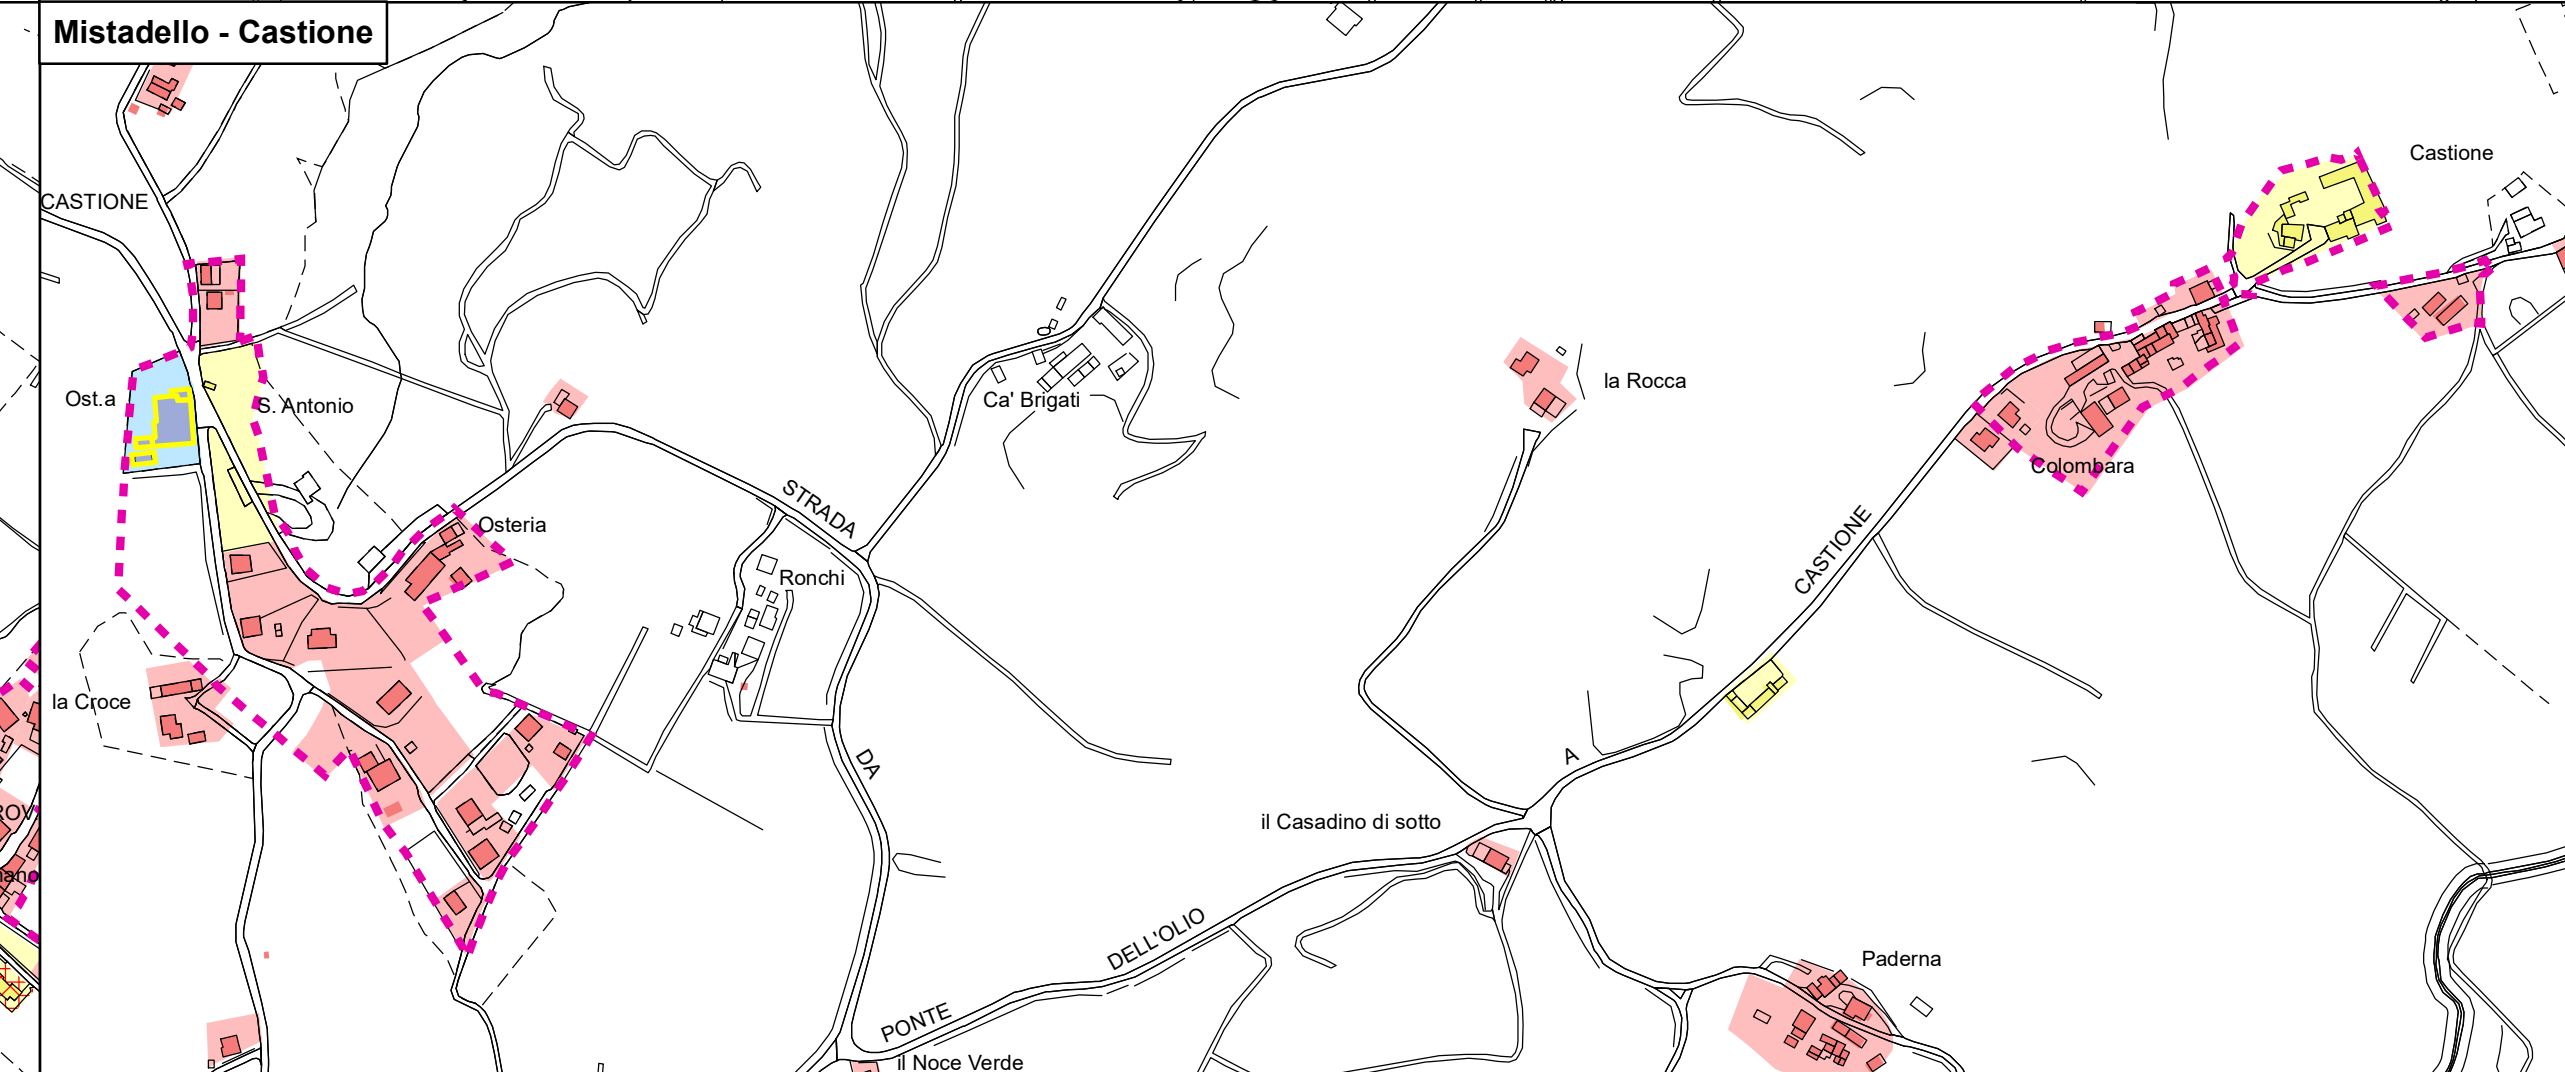 Mistadello - Castione
Castione
CASTIONE
la Rocca
Ost.a
S. Antonio
Ca' Brigati
Colombara
STRADA
Osteria
CASTIONE
Ronchi
la Croce
DA
A
il Casadino di sotto
DELL'OLIO
Paderna
PONTE
il Noce Verde